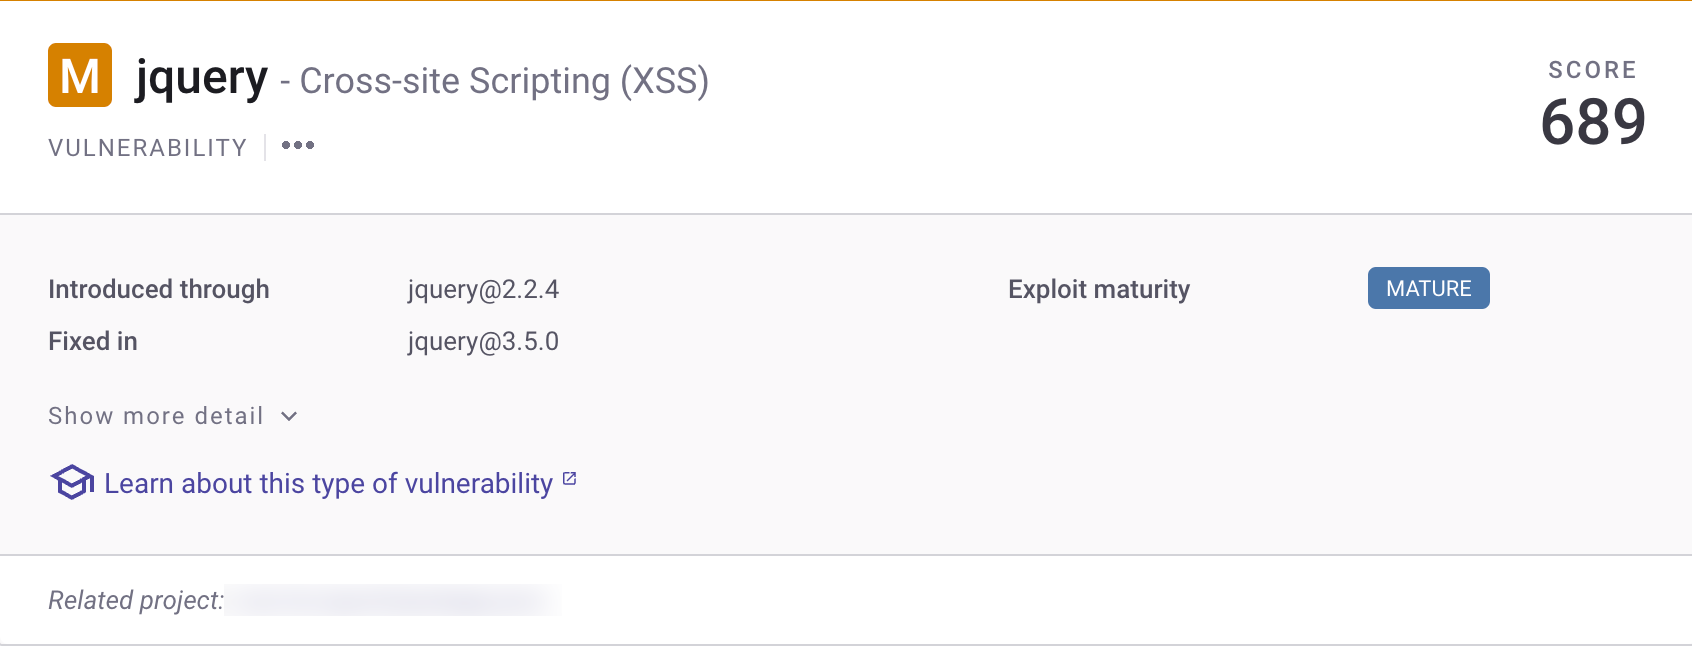 M jquery - Cross-site Scripting (XSS)
SCORE
689
VULNERABILITY
Introduced through jquery@2.2.4
Exploit maturity MATURE
Fixed in jquery@3.5.0
Show more detail
Learn about this type of vulnerability
Related project: